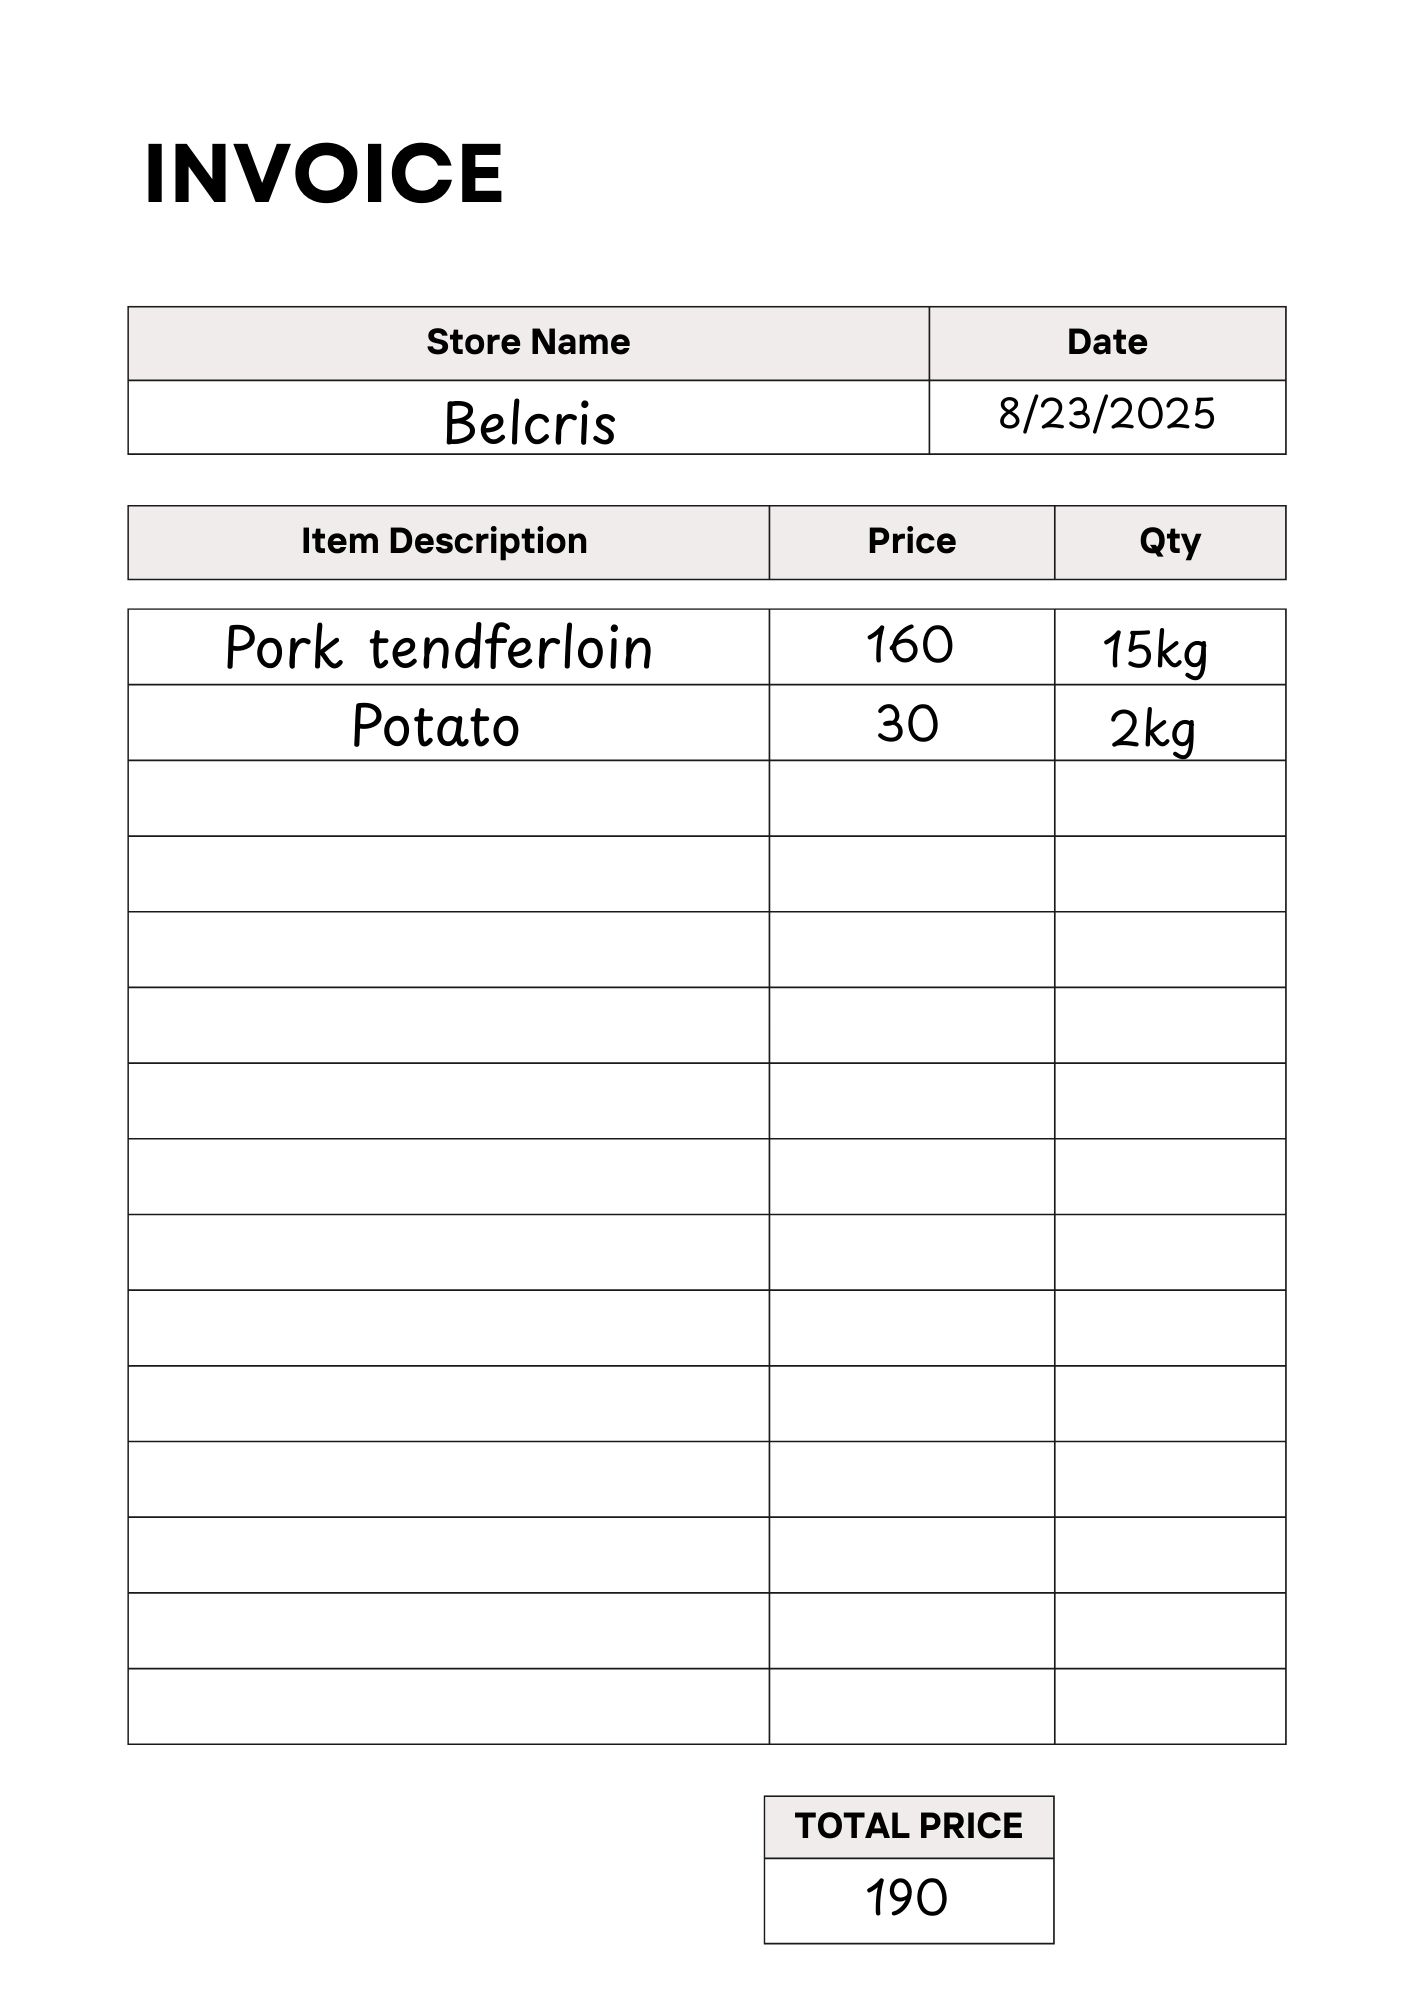 INVOICE
Store Name Date
Belcris 8/23/2025
Item Description Price Qty
Pork tendferloin 160 15kg
Potato 30 2kg
TOTAL PRICE
190